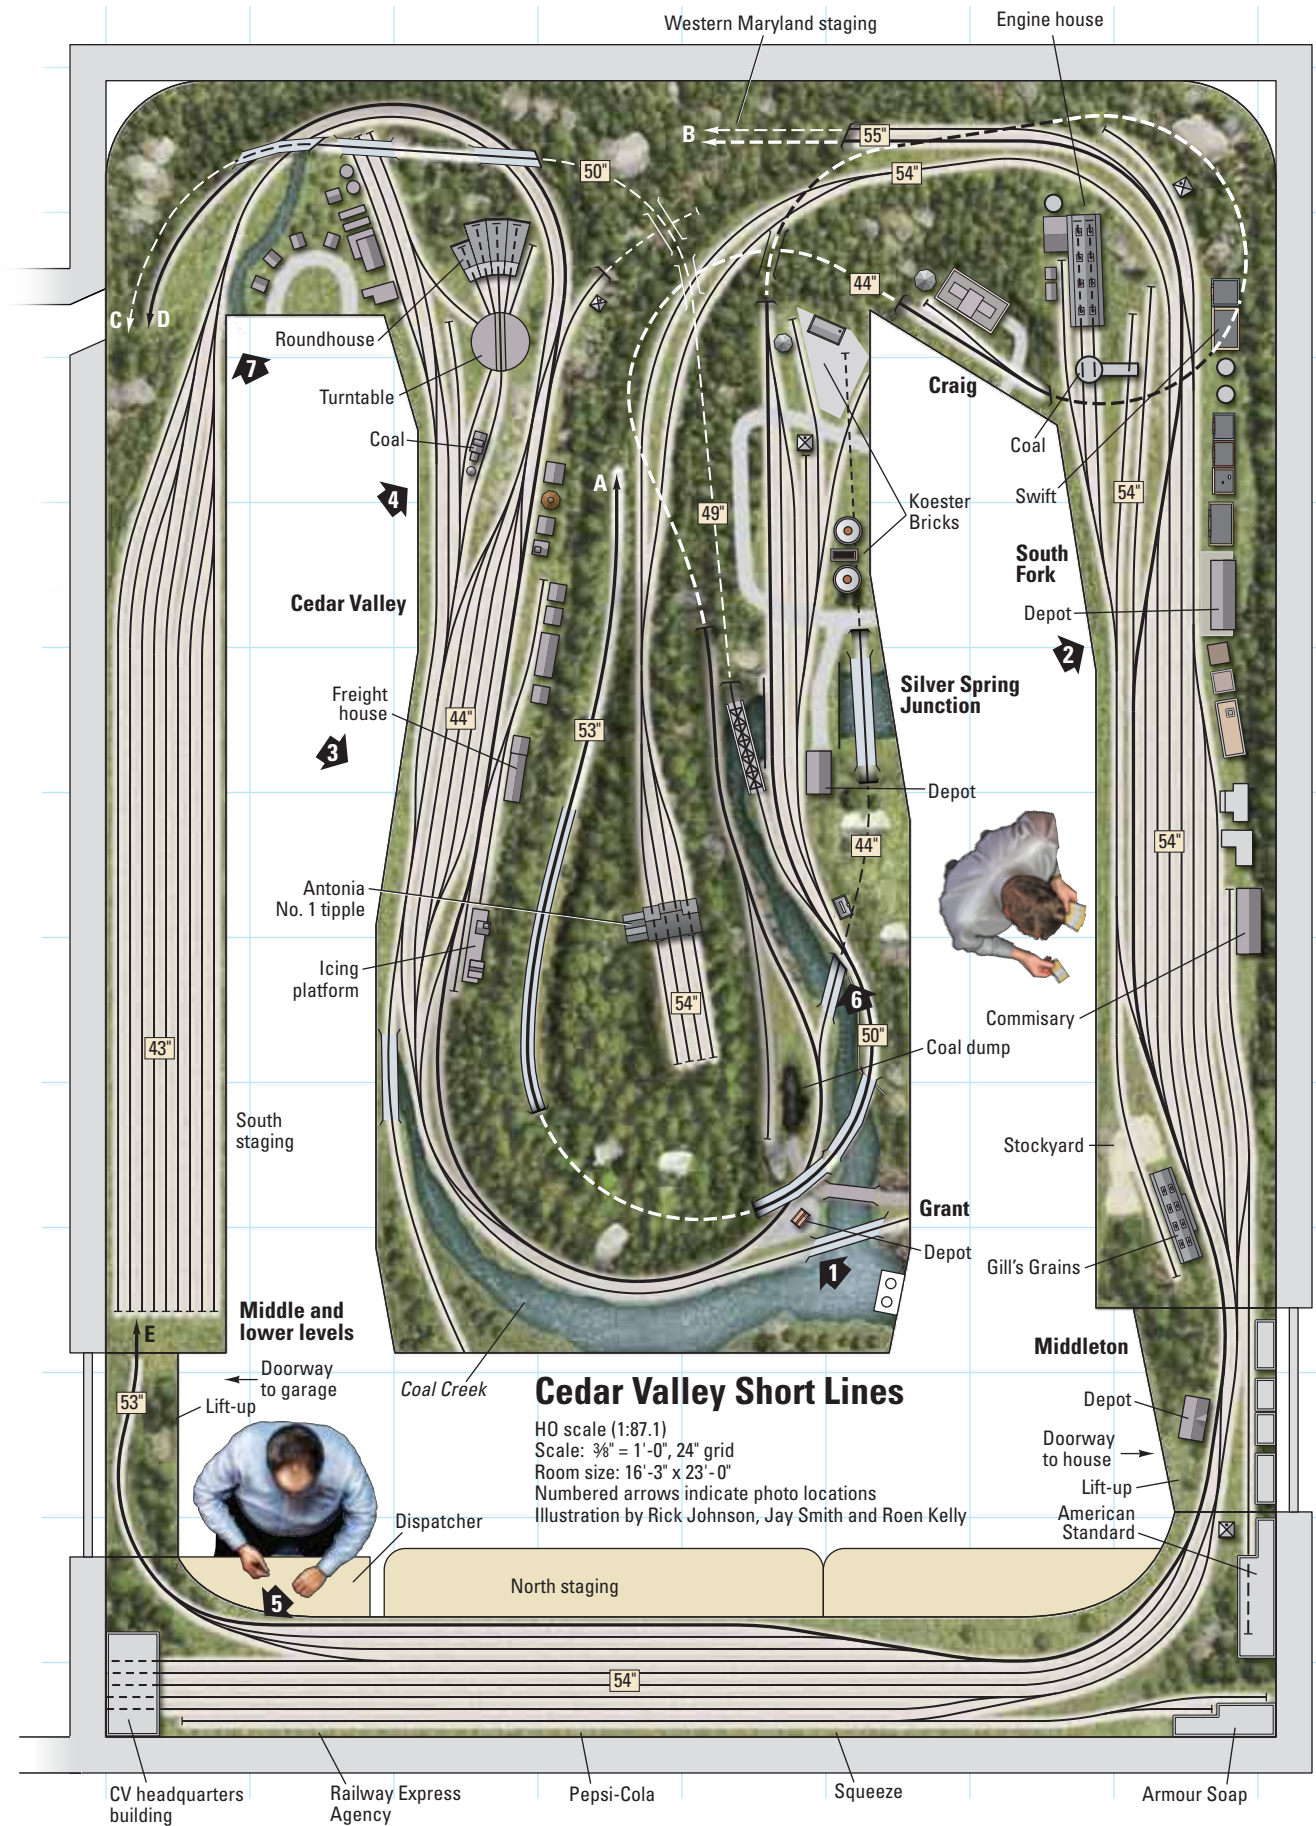 Western Maryland staging
Engine house
B
55"
54"
50"
44"
C
D
7
Roundhouse
Turntable
Coal
4
A
49"
Craig
Koester
Bricks
Coal
Swift
54"
South
Fork
Depot
2
Cedar Valley
Freight
house
44"
3
53"
Silver Spring
Junction
Depot
44"
54"
Antonia
No. 1 tipple
Icing
platform
54"
6
50"
Coal dump
Commisary
43"
South
staging
Stockyard
Grant
Depot
1
Gill's Grains
Middle and
lower levels
E
Doorway
to garage
53"
Lift-up
Coal Creek
Middleton
Depot
Doorway
to house
Lift-up
American
Standard
Cedar Valley Short Lines
HO scale (1:87.1)
Scale: ⅜" = 1'-0", 24" grid
Room size: 16'-3" x 23'-0"
Numbered arrows indicate photo locations
Illustration by Rick Johnson, Jay Smith and Roen Kelly
Dispatcher
5
North staging
54"
CV headquarters
building
Railway Express
Agency
Pepsi-Cola
Squeeze
Armour Soap